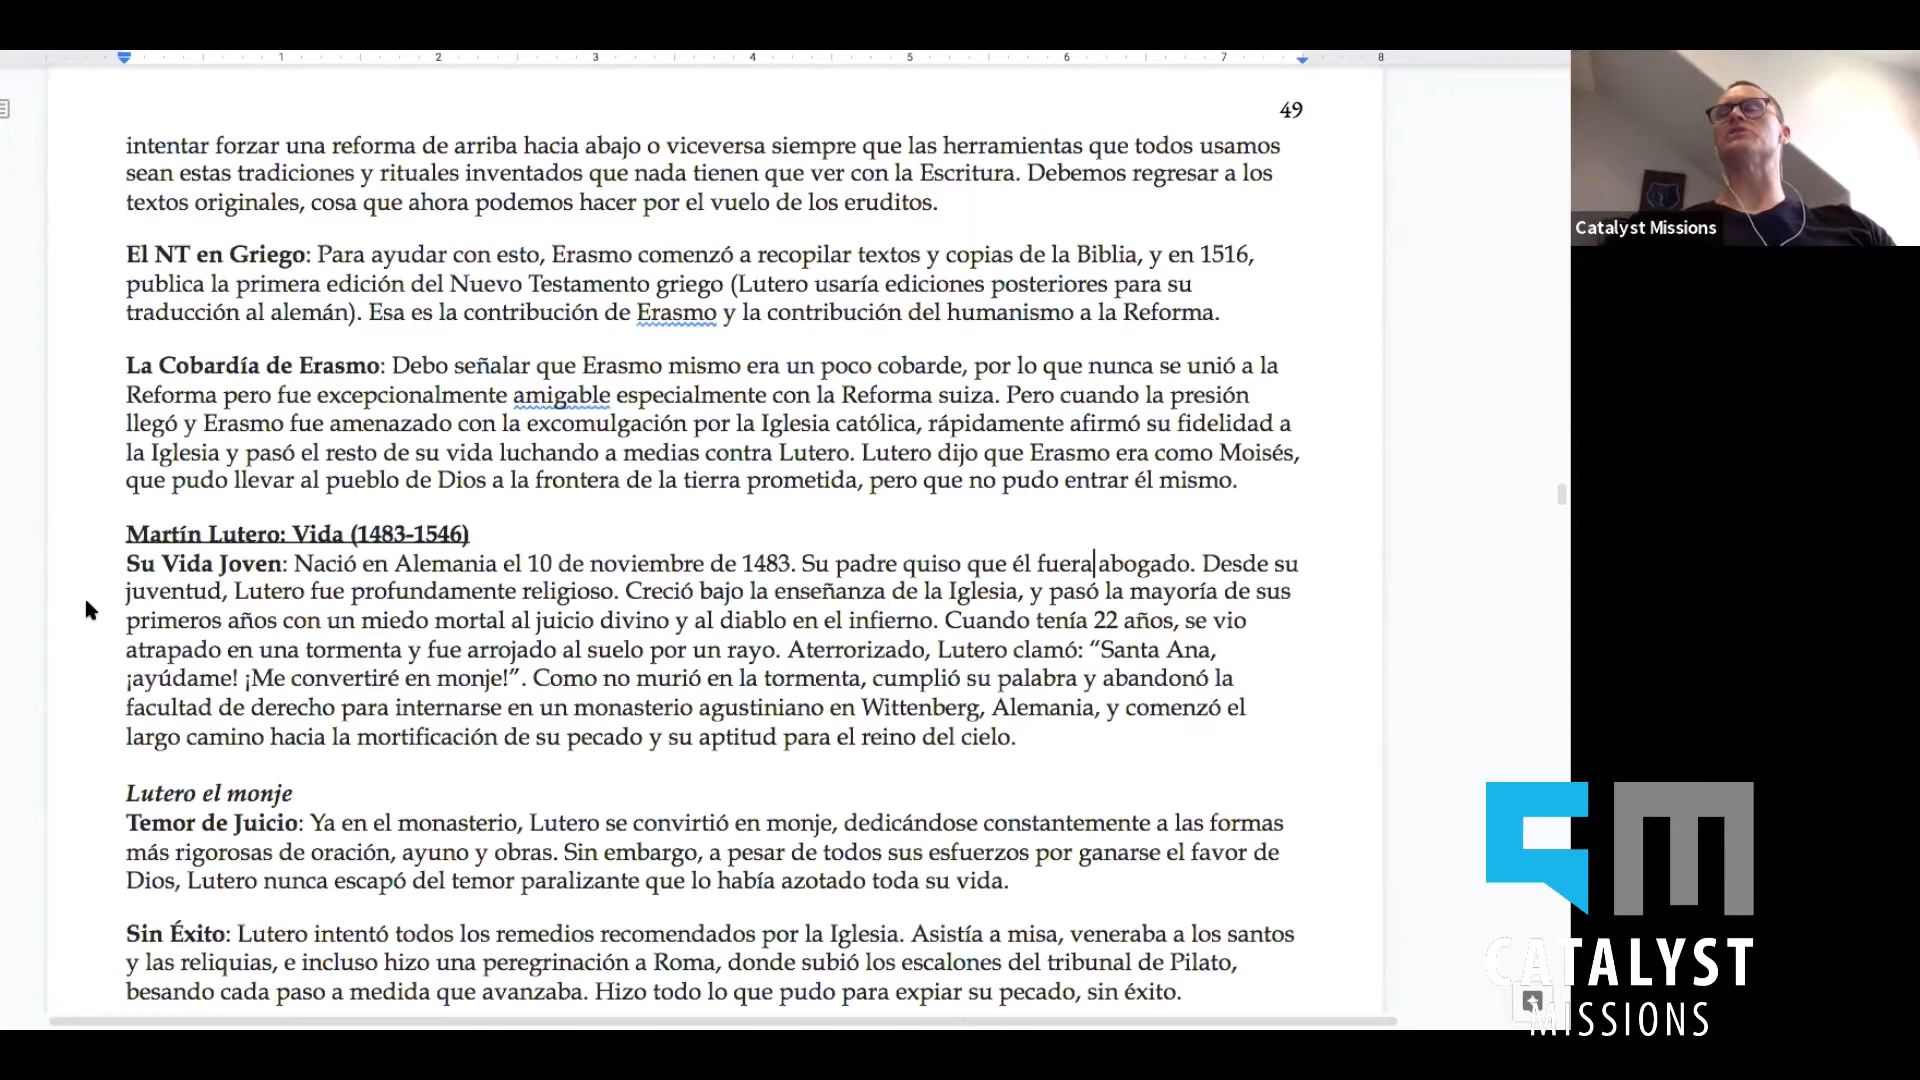 1 2 3 4 5 6 7 8
49
intentar forzar una reforma de arriba hacia abajo o viceversa siempre que las herramientas que todos usamos
sean estas tradiciones y rituales inventados que nada tienen que ver con la Escritura. Debemos regresar a los
textos originales, cosa que ahora podemos hacer por el vuelo de los eruditos.
El NT en Griego: Para ayudar con esto, Erasmo comenzó a recopilar textos y copias de la Biblia, y en 1516,
publica la primera edición del Nuevo Testamento griego (Lutero usaría ediciones posteriores para su
traducción al alemán). Esa es la contribución de Erasmo y la contribución del humanismo a la Reforma.
La Cobardía de Erasmo: Debo señalar que Erasmo mismo era un poco cobarde, por lo que nunca se unió a la
Reforma pero fue excepcionalmente amigable especialmente con la Reforma suiza. Pero cuando la presión
llegó y Erasmo fue amenazado con la excomulgación por la Iglesia católica, rápidamente afirmó su fidelidad a
la Iglesia y pasó el resto de su vida luchando a medias contra Lutero. Lutero dijo que Erasmo era como Moisés,
que pudo llevar al pueblo de Dios a la frontera de la tierra prometida, pero que no pudo entrar él mismo.
Martín Lutero: Vida (1483-1546)
Su Vida Joven: Nació en Alemania el 10 de noviembre de 1483. Su padre quiso que él fuera abogado. Desde su
juventud, Lutero fue profundamente religioso. Creció bajo la enseñanza de la Iglesia, y pasó la mayoría de sus
primeros años con un miedo mortal al juicio divino y al diablo en el infierno. Cuando tenía 22 años, se vio
atrapado en una tormenta y fue arrojado al suelo por un rayo. Aterrorizado, Lutero clamó: “Santa Ana,
¡ayúdame! ¡Me convertiré en monje!”. Como no murió en la tormenta, cumplió su palabra y abandonó la
facultad de derecho para internarse en un monasterio agustiniano en Wittenberg, Alemania, y comenzó el
largo camino hacia la mortificación de su pecado y su aptitud para el reino del cielo.
Lutero el monje
Temor de Juicio: Ya en el monasterio, Lutero se convirtió en monje, dedicándose constantemente a las formas
más rigorosas de oración, ayuno y obras. Sin embargo, a pesar de todos sus esfuerzos por ganarse el favor de
Dios, Lutero nunca escapó del temor paralizante que lo había azotado toda su vida.
Sin Éxito: Lutero intentó todos los remedios recomendados por la Iglesia. Asistía a misa, veneraba a los santos
y las reliquias, e incluso hizo una peregrinación a Roma, donde subió los escalones del tribunal de Pilato,
besando cada paso a medida que avanzaba. Hizo todo lo que pudo para expiar su pecado, sin éxito.
Catalyst Missions
CATALYST
MISSIONS